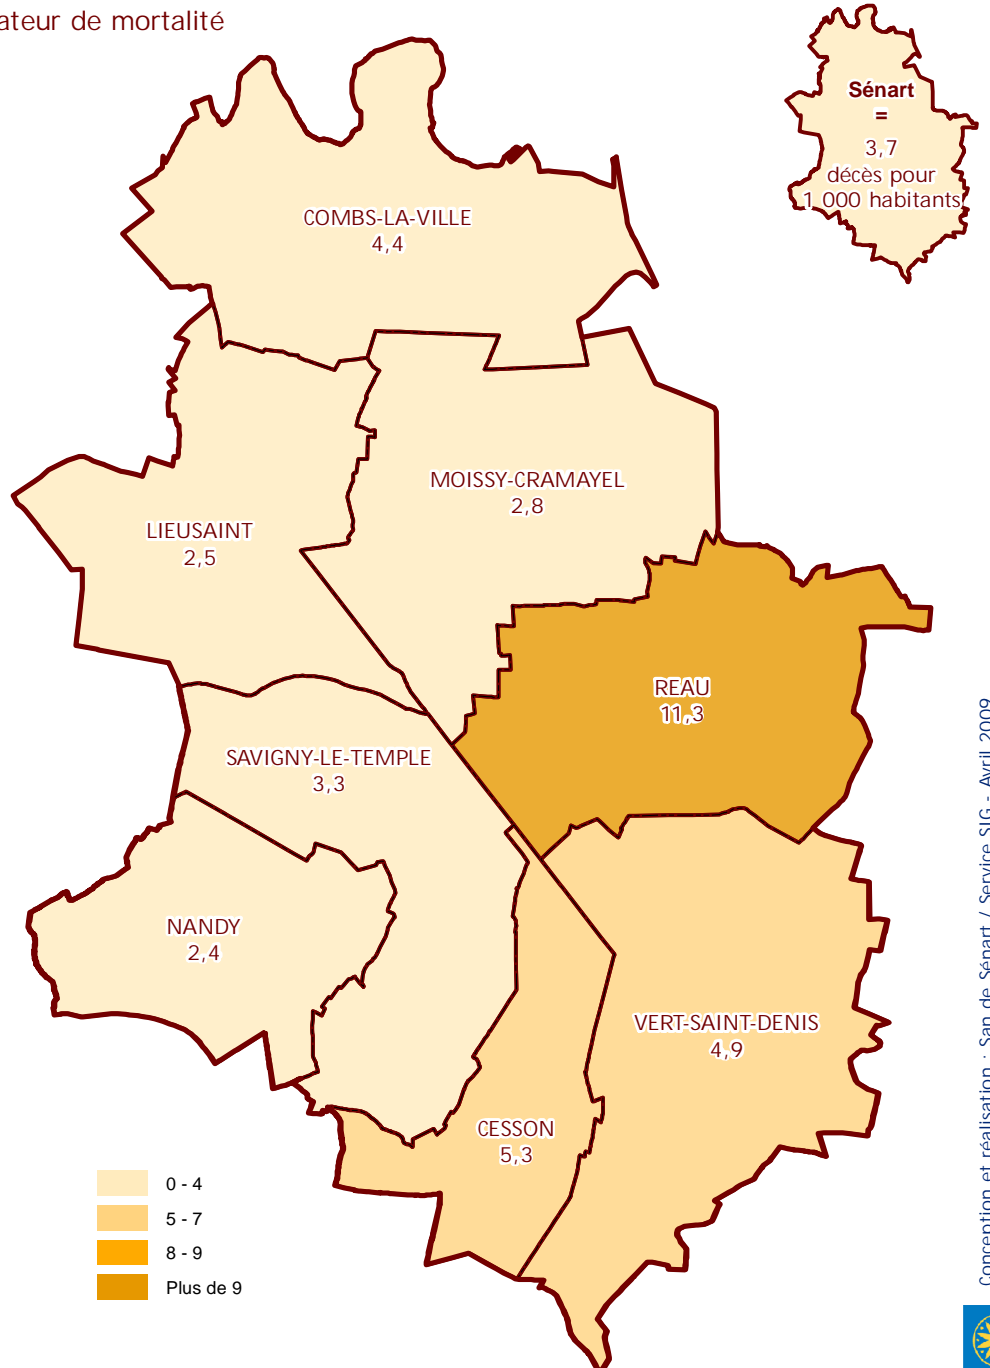 ateur de mortalité
Sénart
=
3,7
décès pour
1 000 habitants
COMBS-LA-VILLE
4,4
MOISSY-CRAMAYEL
2,8
LIEUSAINT
2,5
REAU
11,3
SAVIGNY-LE-TEMPLE
3,3
NANDY
2,4
VERT-SAINT-DENIS
4,9
CESSON
5,3
0 - 4
5 - 7
8 - 9
Plus de 9
Conception et réalisation : San de Sénart / Service SIG - Avril 2009